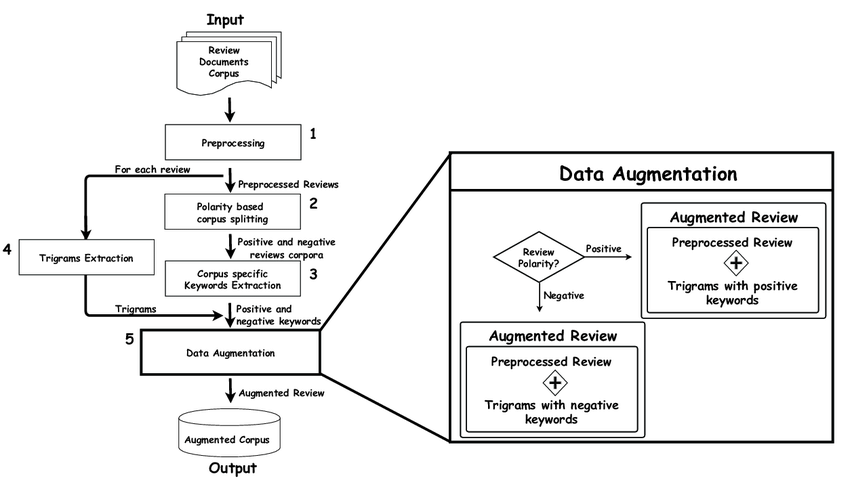 Input
Review
Documents
Corpus
1
Preprocessing
For each review
Preprocessed Reviews
2
Polarity based
corpus splitting
4
Trigrams Extraction
Positive and negative
reviews corpora
3
Corpus specific
Keywords Extraction
Trigrams
Positive and
negative keywords
5
Data Augmentation
Augmented Review
Augmented Corpus
Output
Data Augmentation
Review
Polarity?
Positive
Negative
Augmented Review
Preprocessed Review
+
Trigrams with positive
keywords
Augmented Review
Preprocessed Review
+
Trigrams with negative
keywords